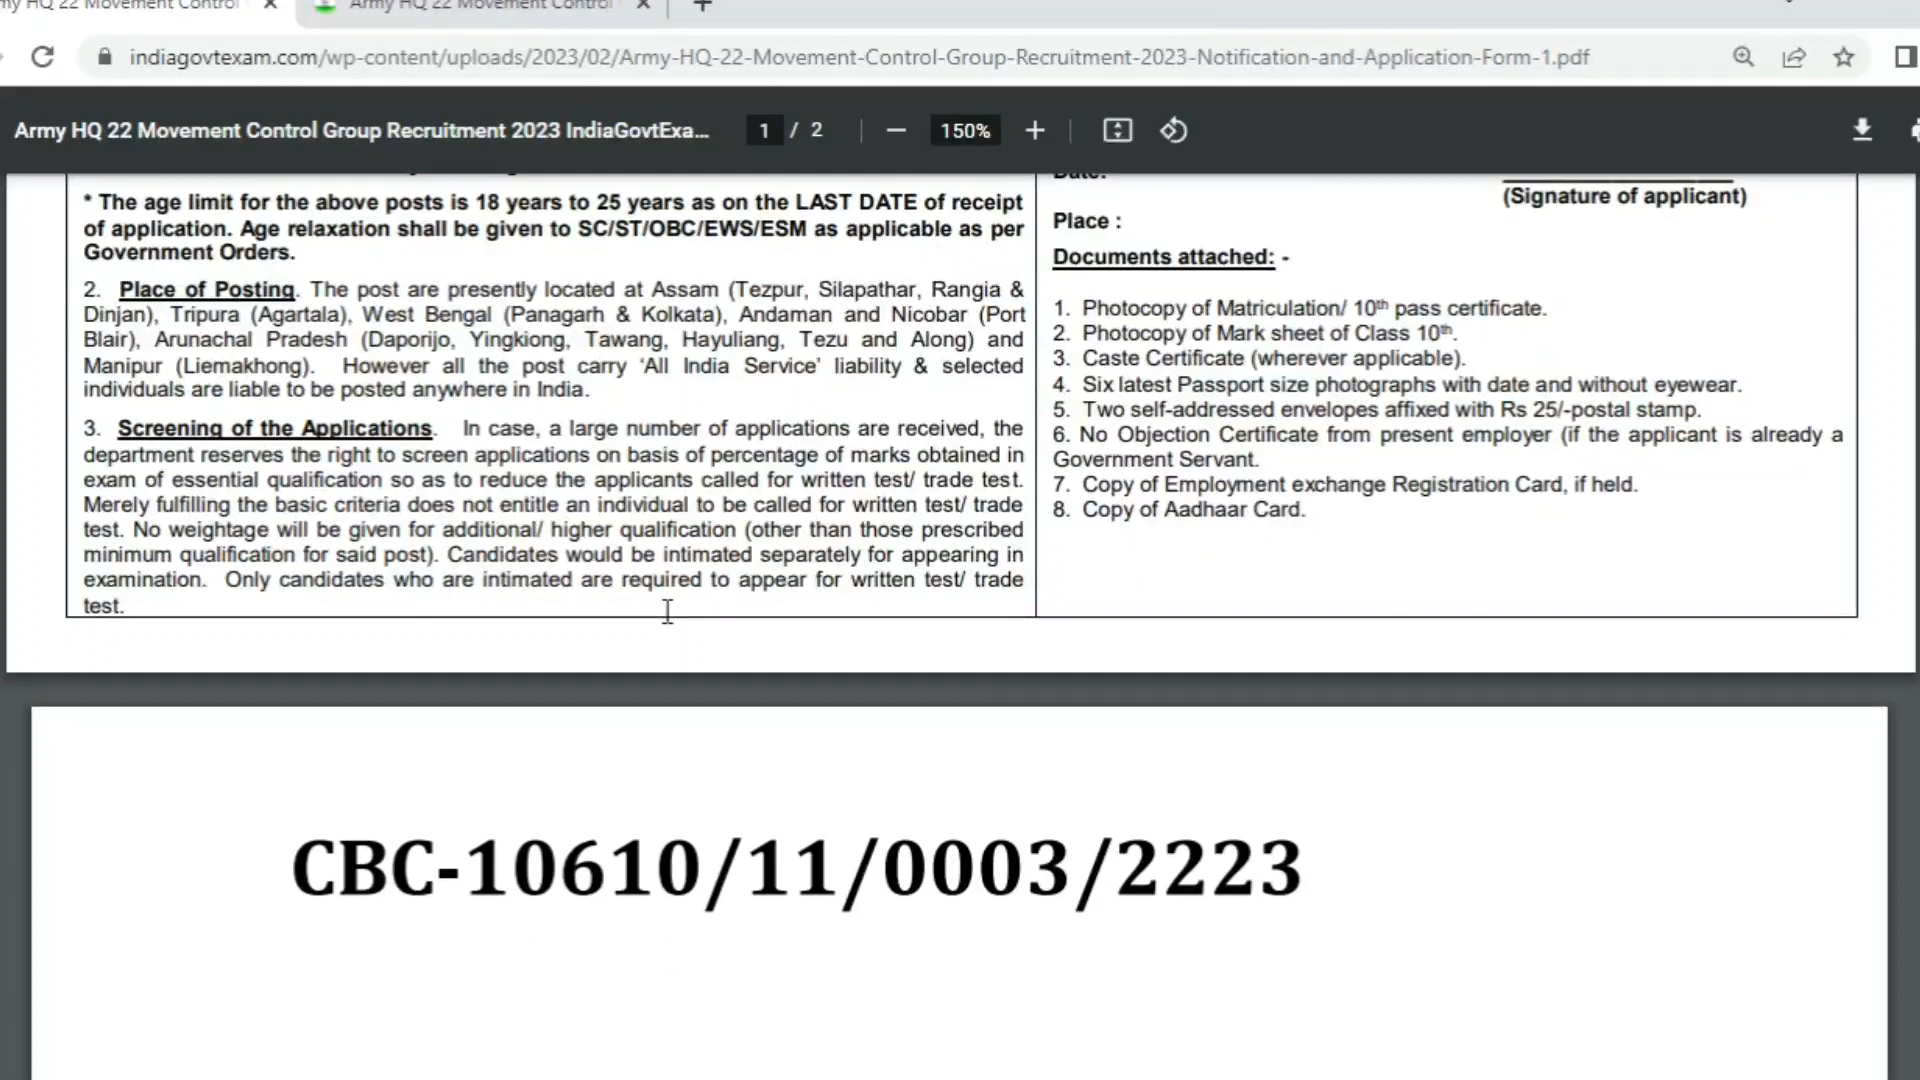 my HQ 22 Movement Control
Army HQ 22 Movement Control
indiagovtexam.com/wp-content/uploads/2023/02/Army-HQ-22-Movement-Control-Group-Recruitment-2023-Notification-and-Application-Form-1.pdf
Army HQ 22 Movement Control Group Recruitment 2023 IndiaGovtExa...
1 / 2
150%
* The age limit for the above posts is 18 years to 25 years as on the LAST DATE of receipt
of application. Age relaxation shall be given to SC/ST/OBC/EWS/ESM as applicable as per
Government Orders.
2. Place of Posting. The post are presently located at Assam (Tezpur, Silapathar, Rangia &
Dinjan), Tripura (Agartala), West Bengal (Panagarh & Kolkata), Andaman and Nicobar (Port
Blair), Arunachal Pradesh (Daporijo, Yingkiong, Tawang, Hayuliang, Tezu and Along) and
Manipur (Liemakhong). However all the post carry ‘All India Service’ liability & selected
individuals are liable to be posted anywhere in India.
3. Screening of the Applications. In case, a large number of applications are received, the
department reserves the right to screen applications on basis of percentage of marks obtained in
exam of essential qualification so as to reduce the applicants called for written test/ trade test.
Merely fulfilling the basic criteria does not entitle an individual to be called for written test/ trade
test. No weightage will be given for additional/ higher qualification (other than those prescribed
minimum qualification for said post). Candidates would be intimated separately for appearing in
examination. Only candidates who are intimated are required to appear for written test/ trade
test.
Date:
(Signature of applicant)
Place :
Documents attached: -
1. Photocopy of Matriculation/ 10th pass certificate.
2. Photocopy of Mark sheet of Class 10th.
3. Caste Certificate (wherever applicable).
4. Six latest Passport size photographs with date and without eyewear.
5. Two self-addressed envelopes affixed with Rs 25/-postal stamp.
6. No Objection Certificate from present employer (if the applicant is already a
Government Servant.
7. Copy of Employment exchange Registration Card, if held.
8. Copy of Aadhaar Card.
CBC-10610/11/0003/2223